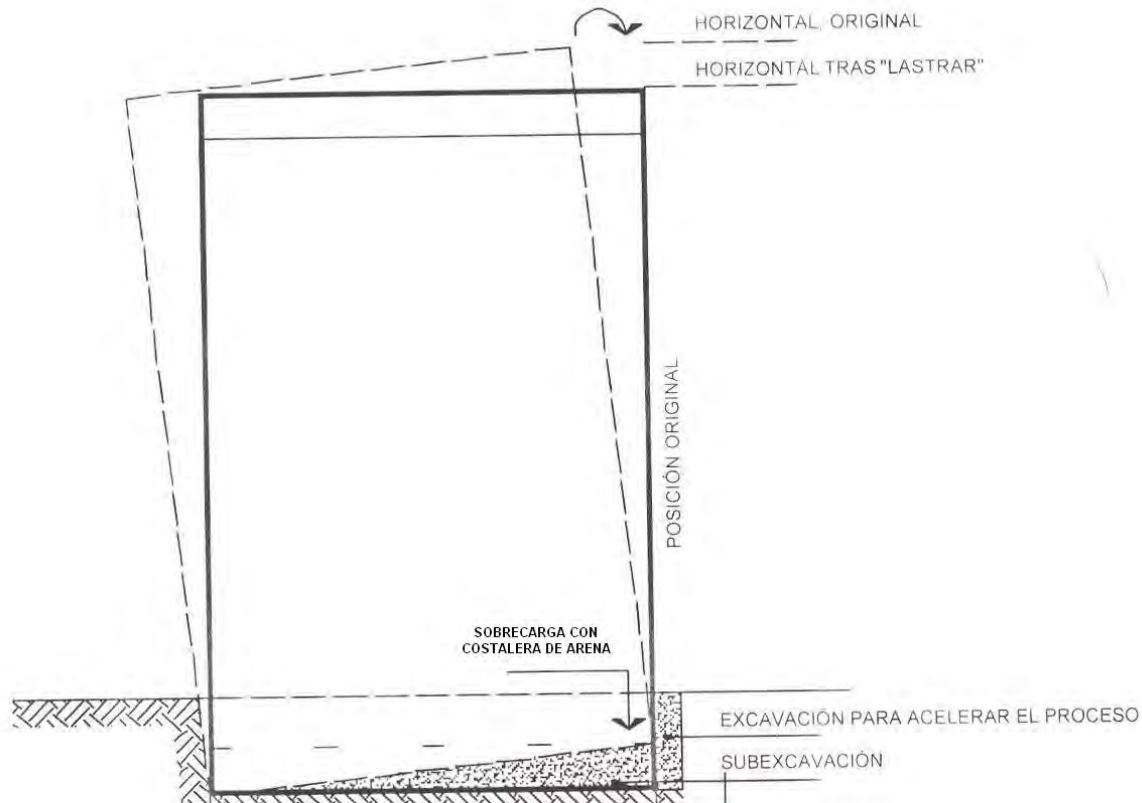 HORIZONTAL, ORIGINAL
HORIZONTAL TRAS "LASTRAR"
POSICIÓN ORIGINAL
SOBRECARGA CON
COSTALERA DE ARENA
EXCAVACIÓN PARA ACELERAR EL PROCESO
SUBEXCAVACIÓN